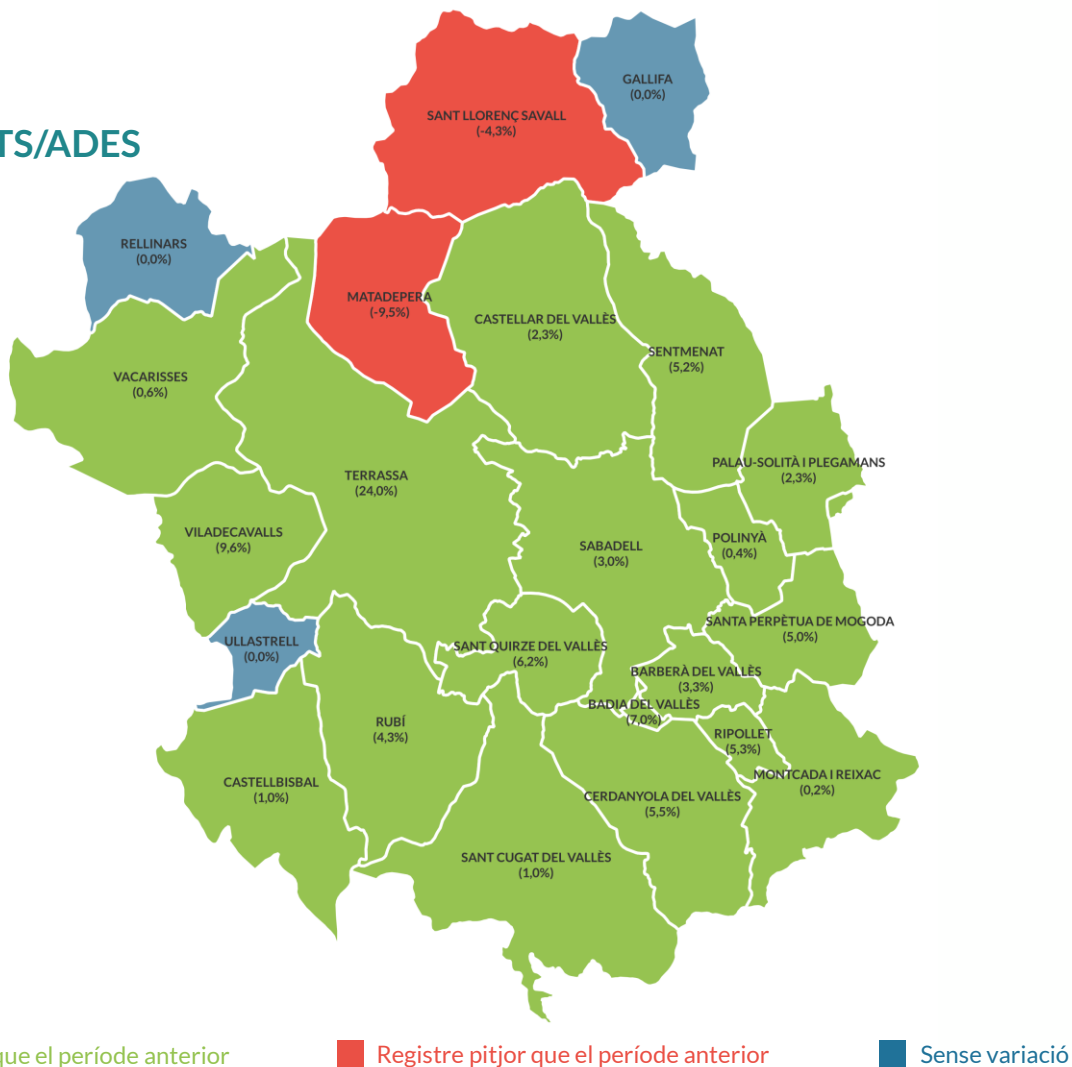 TS/ADES
GALLIFA
(0,0%)
SANT LLORENÇ SAVALL
(-4,3%)
RELLINARS
(0,0%)
MATADEPERA
(-9,5%)
CASTELLAR DEL VALLÈS
(2,3%)
SENTMENAT
(5,2%)
VACARISSES
(0,6%)
PALAU-SOLITÀ I PLEGAMANS
(2,3%)
TERRASSA
(24,0%)
VILADECAVALLS
(9,6%)
SABADELL
(3,0%)
POLINYÀ
(0,4%)
SANTA PERPÈTUA DE MOGODA
(5,0%)
ULLASTRELL
(0,0%)
SANT QUIRZE DEL VALLÈS
(6,2%)
BARBERÀ DEL VALLÈS
(3,3%)
BADIA DEL VALLÈS
(7,0%)
RUBÍ
(4,3%)
RIPOLLET
(5,3%)
MONTCADA I REIXAC
(0,2%)
CASTELLBISBAL
(1,0%)
CERDANYOLA DEL VALLÈS
(5,5%)
SANT CUGAT DEL VALLÈS
(1,0%)
que el període anterior
Registre pitjor que el període anterior
Sense variació